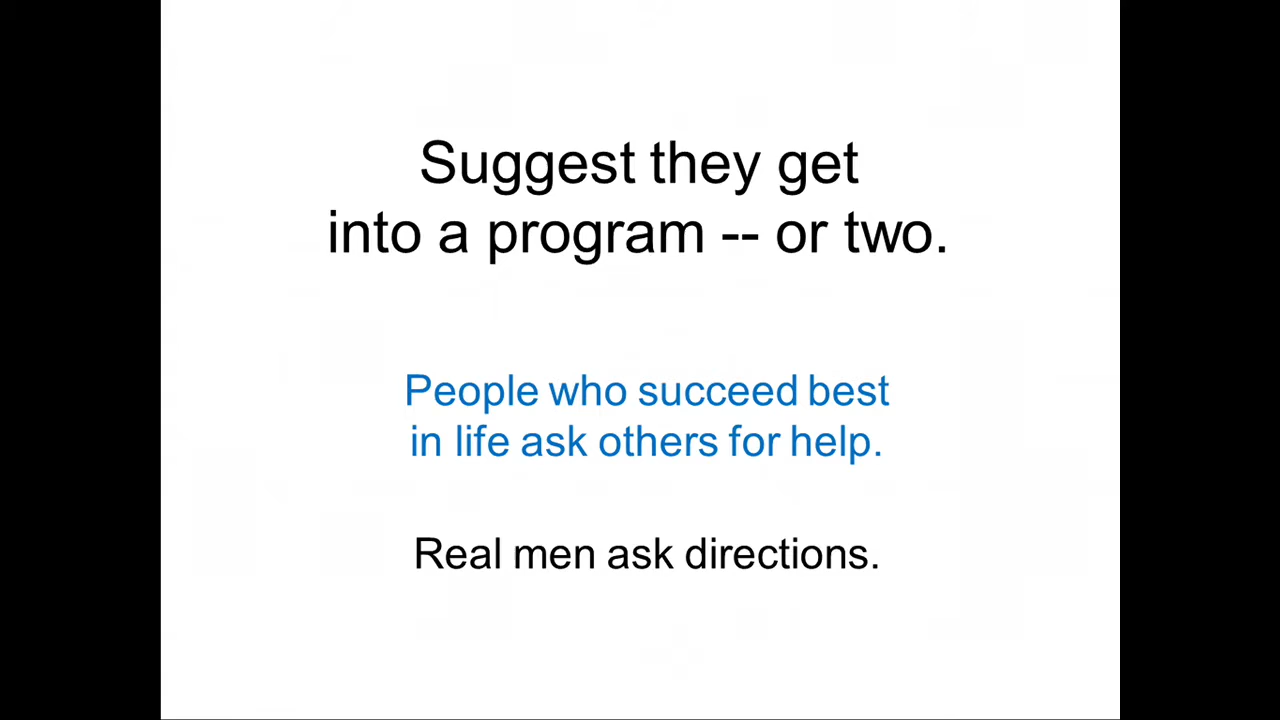 Suggest they get
into a program -- or two.
People who succeed best
in life ask others for help.
Real men ask directions.